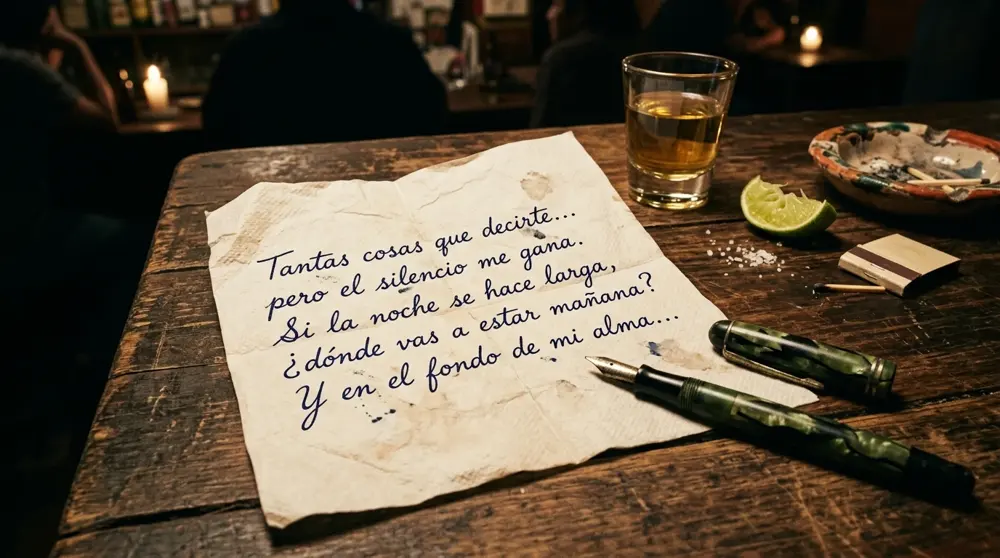 Tantas cosas que decirte...
pero el silencio me gana.
Si la noche se hace larga,
¿dónde vas a estar mañana?
Y en el fondo de mi alma...